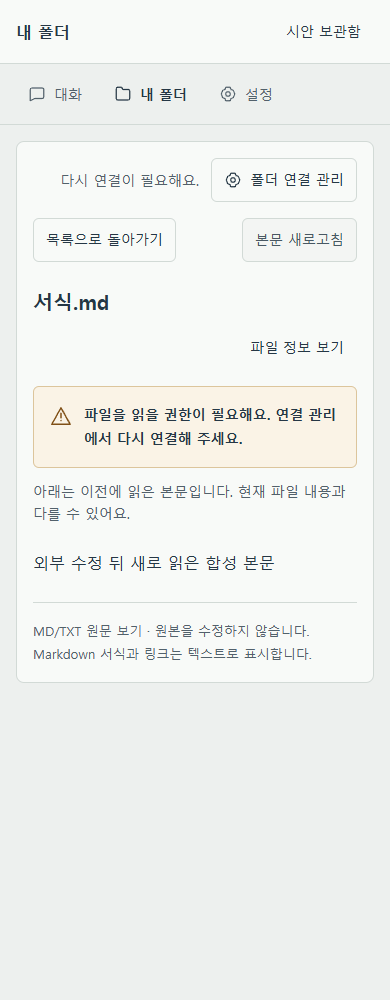 내 폴더
시안 보관함
대화
내 폴더
설정
다시 연결이 필요해요.
폴더 연결 관리
목록으로 돌아가기
본문 새로고침
서식.md
파일 정보 보기
파일을 읽을 권한이 필요해요. 연결 관리
에서 다시 연결해 주세요.
아래는 이전에 읽은 본문입니다. 현재 파일 내용과
다를 수 있어요.
외부 수정 뒤 새로 읽은 합성 본문
MD/TXT 원문 보기 · 원본을 수정하지 않습니다.
Markdown 서식과 링크는 텍스트로 표시합니다.